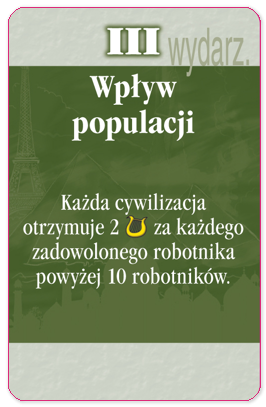 III
wydarz.
Wpływ
populacji
Każda cywilizacja
otrzymuje 2 za każdego
zadowolonego robotnika
powyżej 10 robotników.